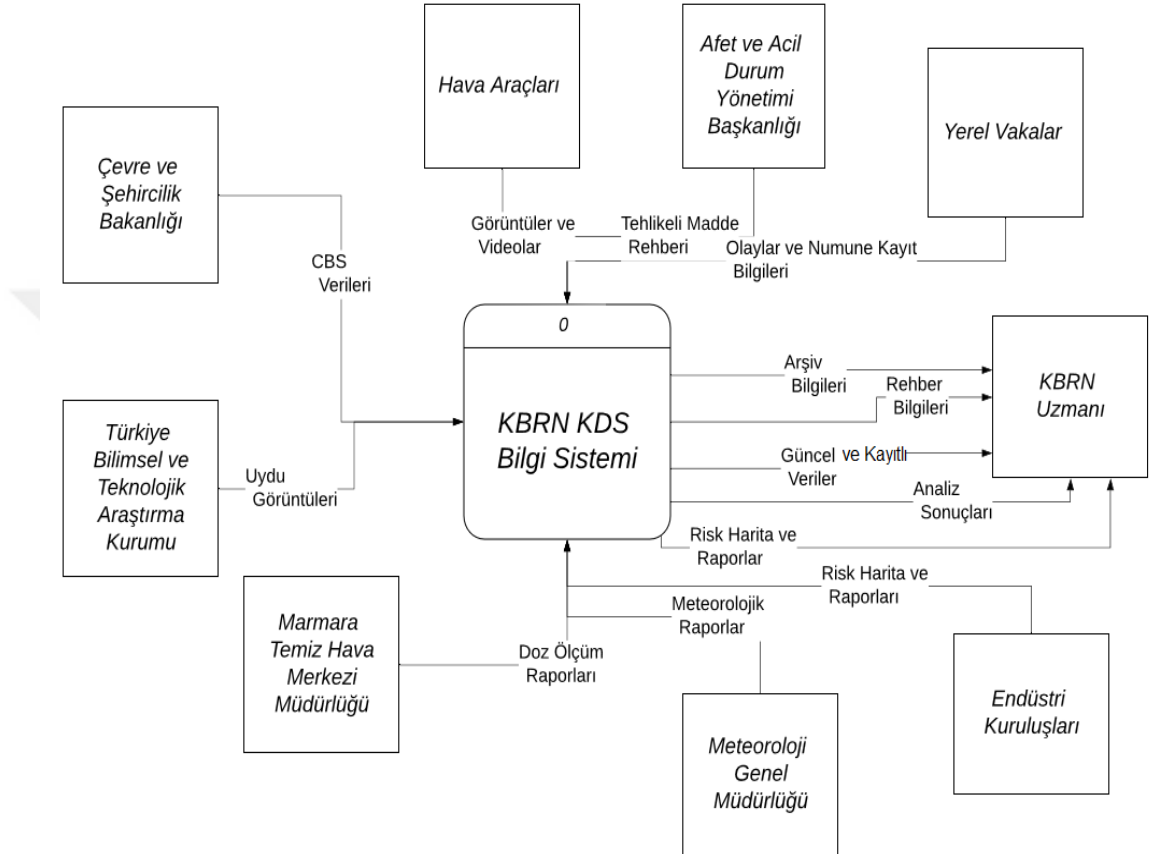 Hava Araçları
Afet ve Acil
Durum
Yönetimi
Başkanlığı
Yerel Vakalar
Çevre ve
Şehircilik
Bakanlığı
Görüntüler ve
Videolar
Tehlikeli Madde
Rehberi
Olaylar ve Numune Kayıt
Bilgileri
CBS
Verileri
0
KBRN KDS
Bilgi Sistemi
Arşiv
Bilgileri
Rehber
Bilgileri
KBRN
Uzmanı
Türkiye
Bilimsel ve
Teknolojik
Araştırma
Kurumu
Uydu
Görüntüleri
Güncel ve Kayıtlı
Veriler
Analiz
Sonuçları
Risk Harita ve
Raporlar
Risk Harita ve
Raporları
Meteorolojik
Raporlar
Marmara
Temiz Hava
Merkezi
Müdürlüğü
Doz Ölçüm
Raporları
Endüstri
Kuruluşları
Meteoroloji
Genel
Müdürlüğü